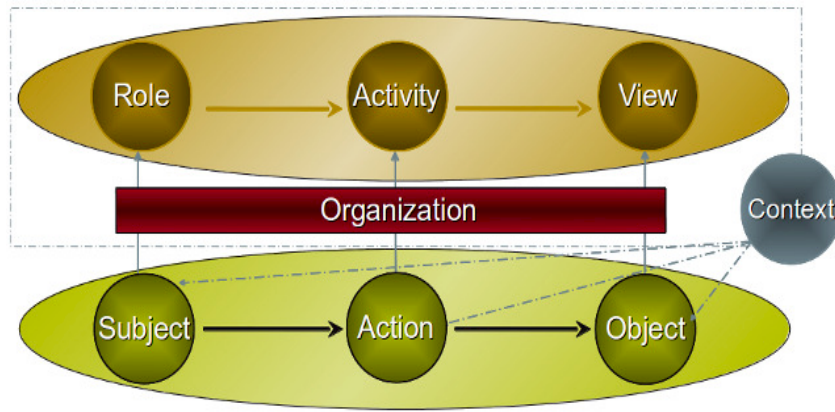 Role
Activity
View
Organization
Context
Subject
Action
Object